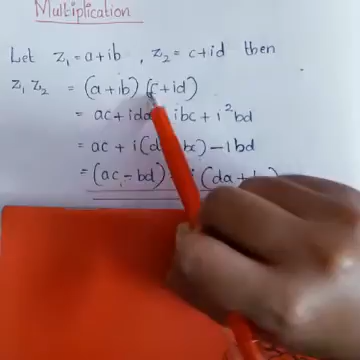 Multiplication
Let z₁ = a + ib , z₂ = c + id then
z₁ z₂ = (a + ib) (c + id)
= ac + ida ibc + i²bd
= ac + i(d bc) − 1bd
= (ac − bd) i(da +